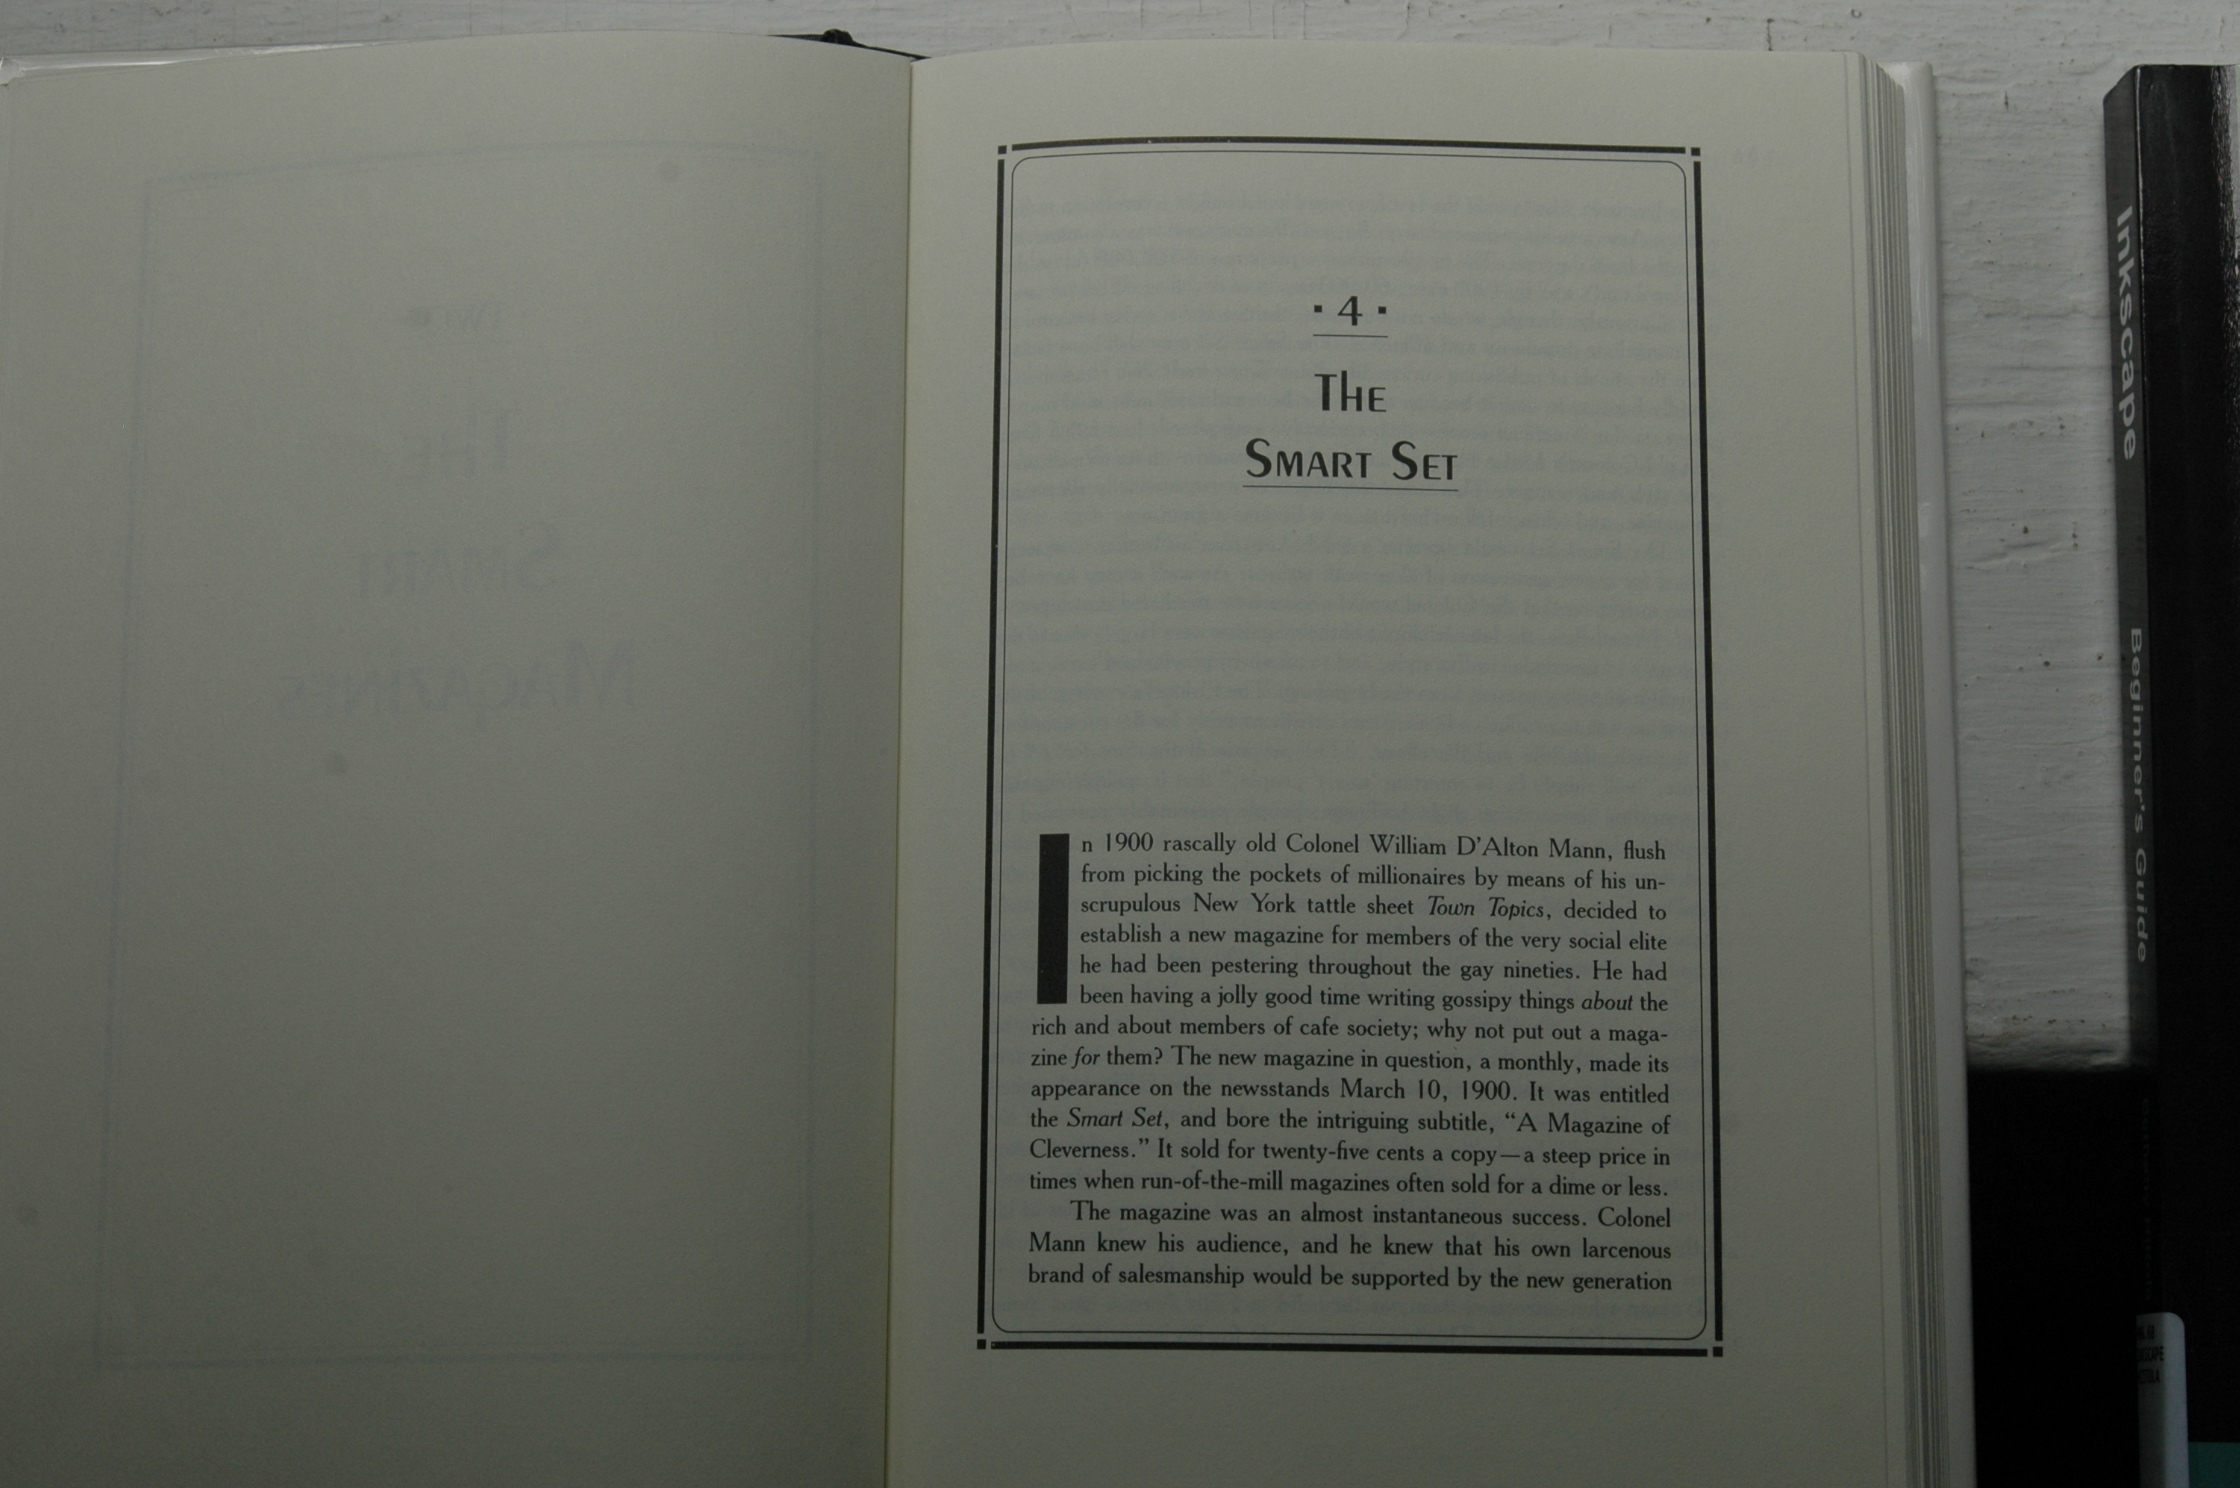 Inkscape Beginner's Guide
· 4 ·
THE
SMART SET
In 1900 rascally old Colonel William D'Alton Mann, flush
from picking the pockets of millionaires by means of his un-
scrupulous New York tattle sheet Town Topics, decided to
establish a new magazine for members of the very social elite
he had been pestering throughout the gay nineties. He had
been having a jolly good time writing gossipy things about the
rich and about members of cafe society; why not put out a maga-
zine for them? The new magazine in question, a monthly, made its
appearance on the newsstands March 10, 1900. It was entitled
the Smart Set, and bore the intriguing subtitle, “A Magazine of
Cleverness.” It sold for twenty-five cents a copy—a steep price in
times when run-of-the-mill magazines often sold for a dime or less.
The magazine was an almost instantaneous success. Colonel
Mann knew his audience, and he knew that his own larcenous
brand of salesmanship would be supported by the new generation